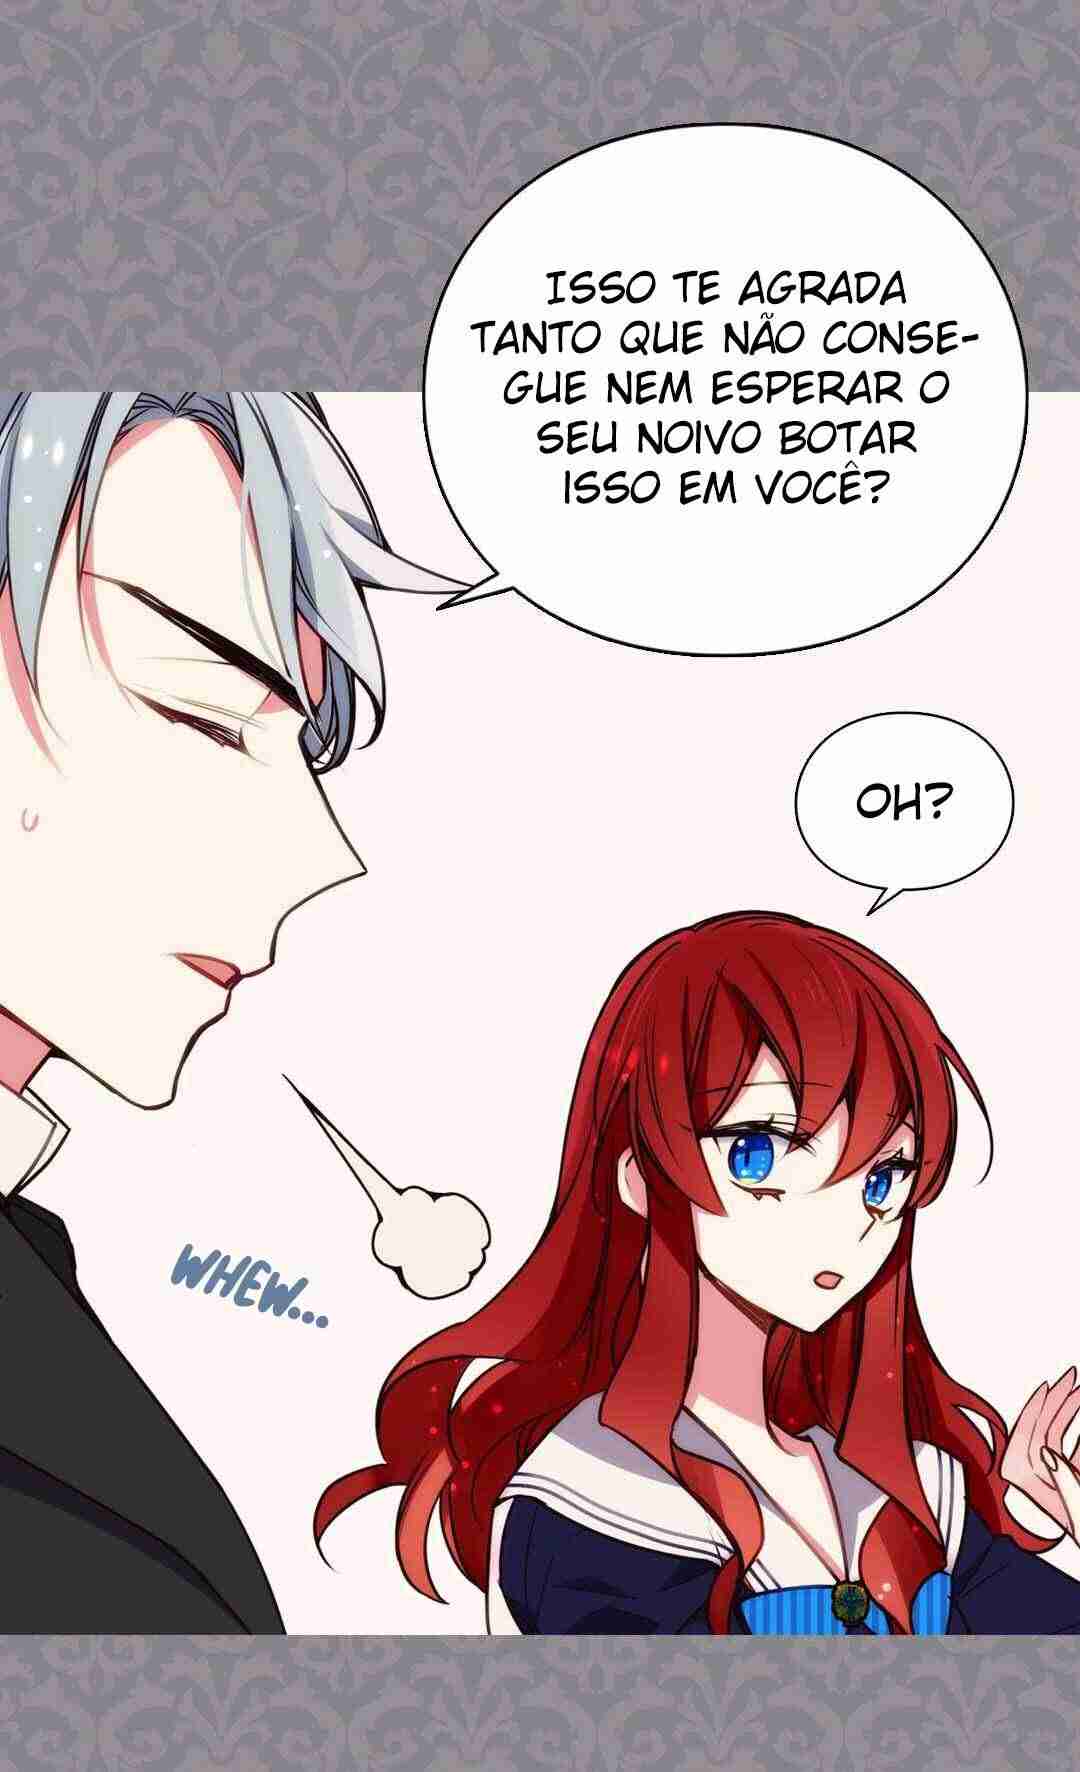 ISSO TE AGRADA
TANTO QUE NÃO CONSE-
GUE NEM ESPERAR O
SEU NOIVO BOTAR
ISSO EM VOCÊ?
OH?
WHEW...